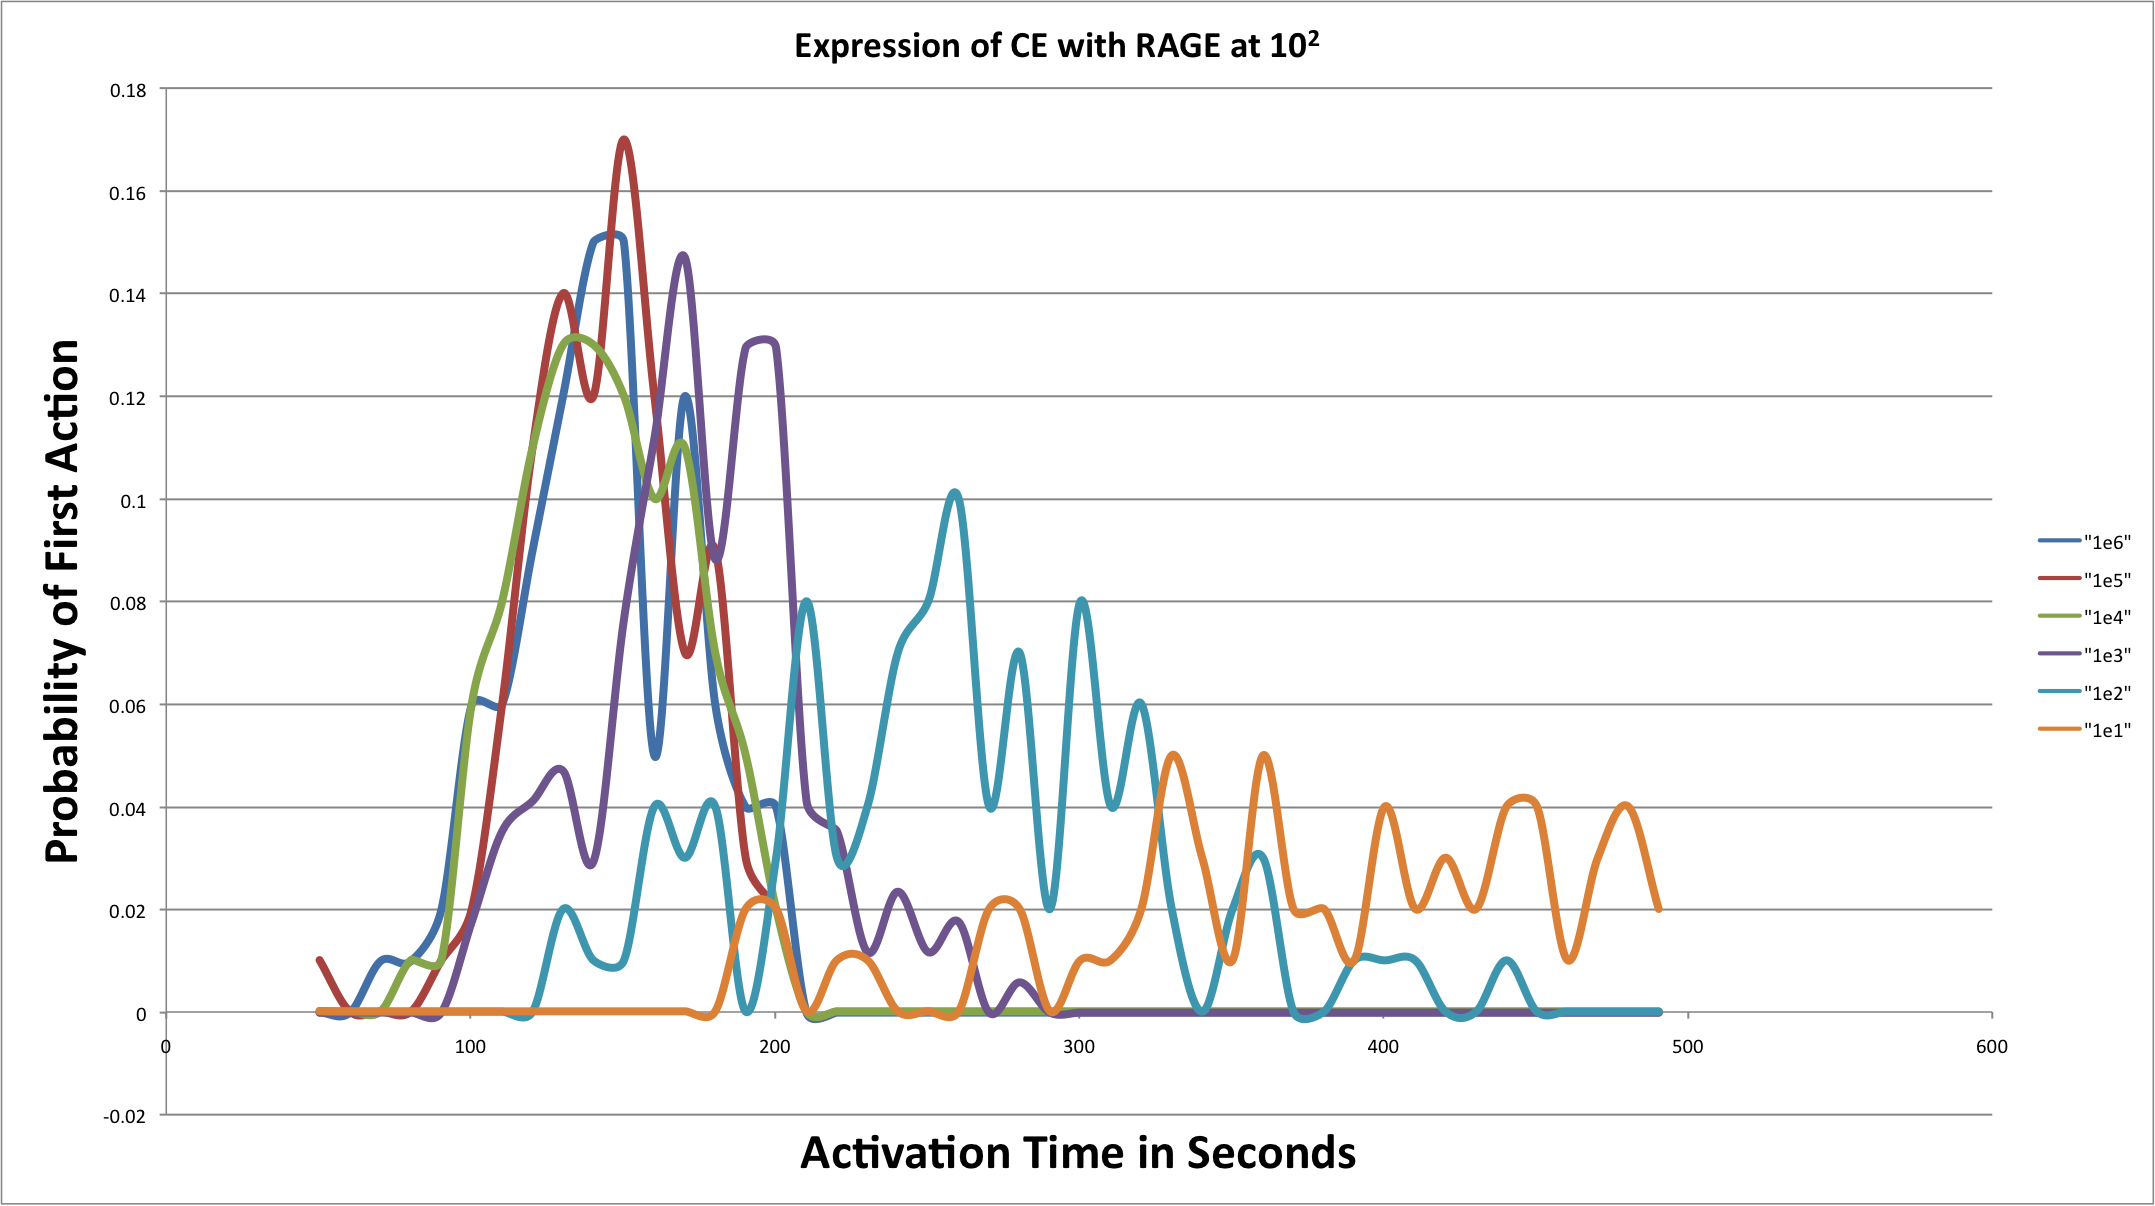 Expression of CE with RAGE at 10²
Probability of First Action
0.18
0.16
0.14
0.12
0.1
0.08
0.06
0.04
0.02
0
-0.02
0 100 200 300 400 500 600
Activation Time in Seconds
"1e6"
"1e5"
"1e4"
"1e3"
"1e2"
"1e1"